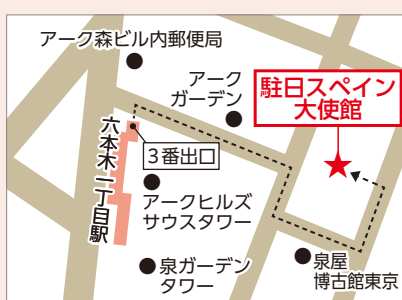 アーク森ビル内郵便局
アーク
ガーデン
駐日スペイン
大使館
六本木一丁目駅
3番出口
アークヒルズ
サウスタワー
泉ガーデン
タワー
泉屋
博古館東京